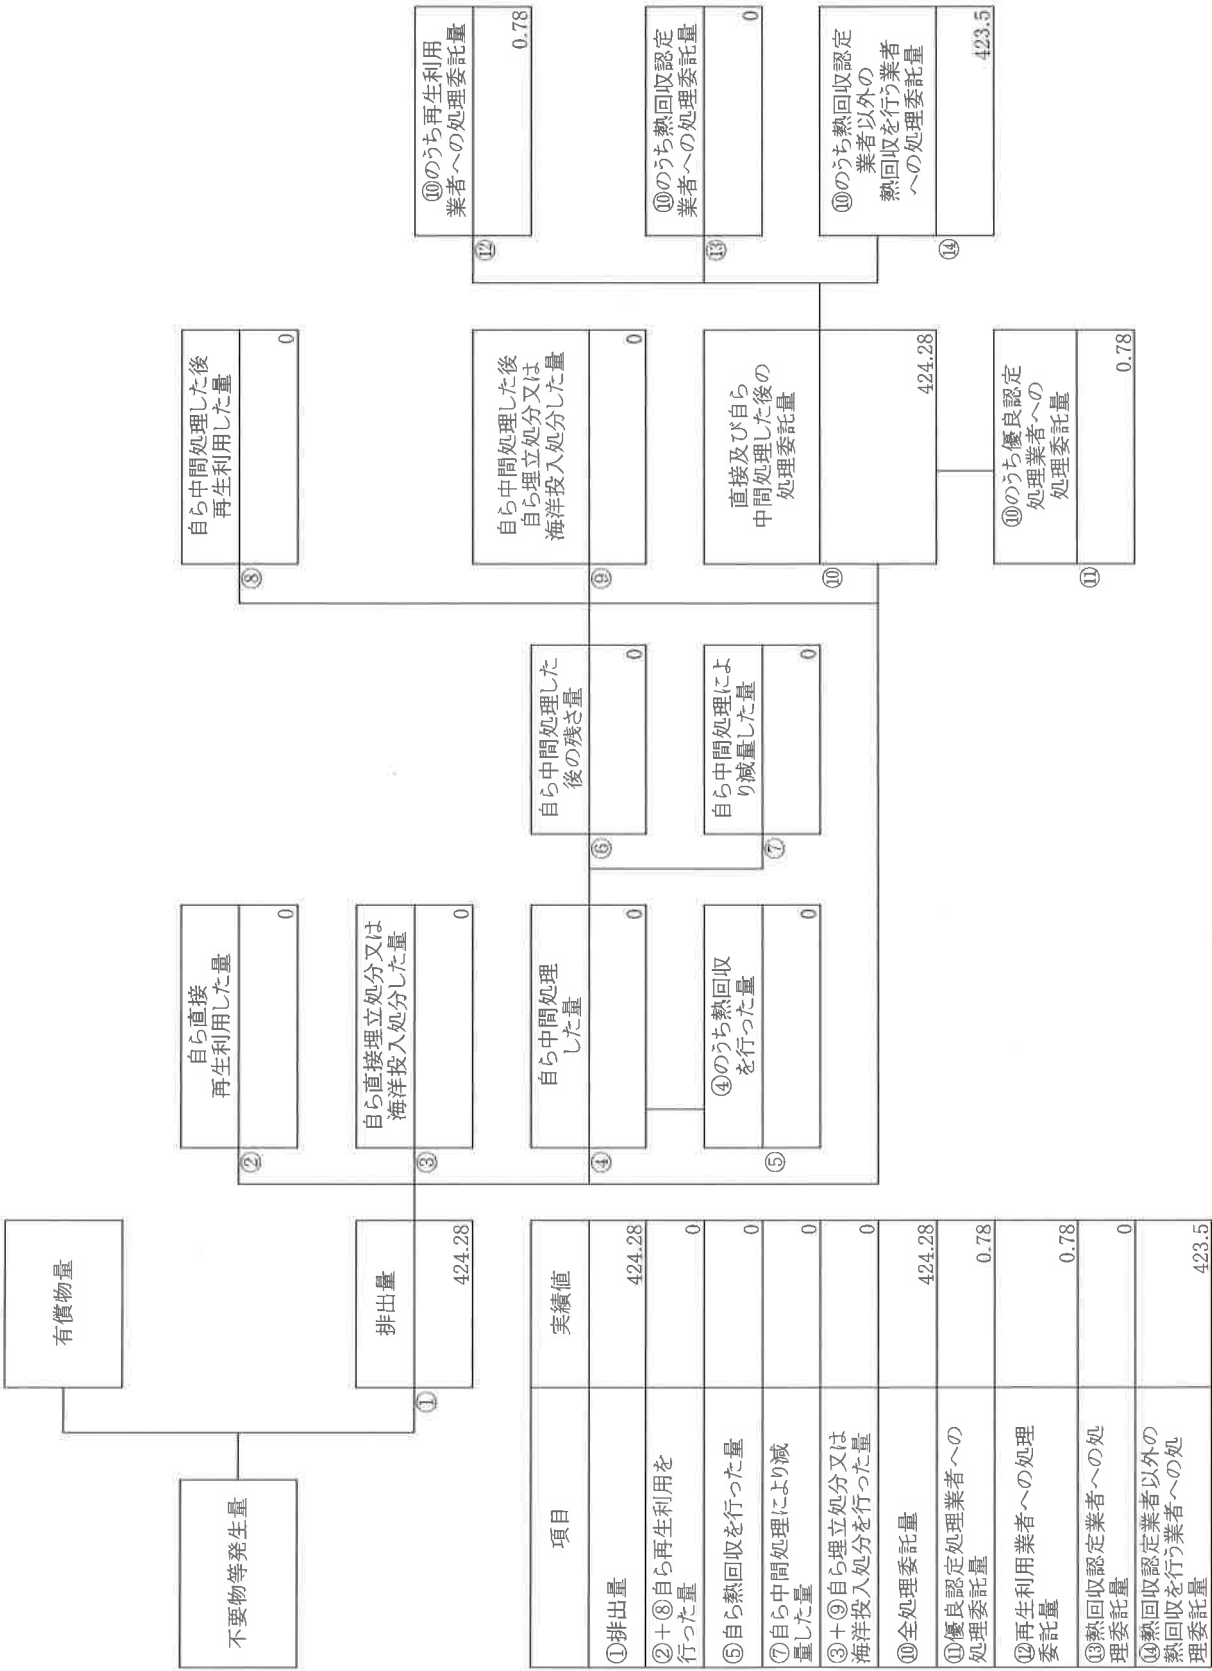 不要物等発生量
有償物量
①
排出量
424.28
②
自ら直接
再生利用した量
0
③
自ら直接埋立処分又は
海洋投入処分した量
0
④
自ら中間処理
した量
0
⑤
④のうち熱回収
を行った量
0
⑥
自ら中間処理した
後の残さ量
0
⑦
自ら中間処理によ
り減量した量
0
⑧
自ら中間処理した後
再生利用した量
0
⑨
自ら中間処理した後
自ら埋立処分又は
海洋投入処分した量
0
⑩
直接及び自ら
中間処理した後の
処理委託量
424.28
⑪
⑩のうち優良認定
処理業者への
処理委託量
0.78
⑫
⑩のうち再生利用
業者への処理委託量
0.78
⑬
⑩のうち熱回収認定
業者への処理委託量
0
⑭
⑩のうち熱回収認定
業者以外の
熱回収を行う業者
への処理委託量
423.5
項目
実績値
①排出量
424.28
②＋⑧自ら再生利用を
行った量
0
⑤自ら熱回収を行った量
0
⑦自ら中間処理により減
量した量
0
③＋⑨自ら埋立処分又は
海洋投入処分を行った量
0
⑩全処理委託量
424.28
⑪優良認定処理業者への
処理委託量
0.78
⑫再生利用業者への処理
委託量
0.78
⑬熱回収認定業者への処
理委託量
0
⑭熱回収認定業者以外の
熱回収を行う業者への処
理委託量
423.5